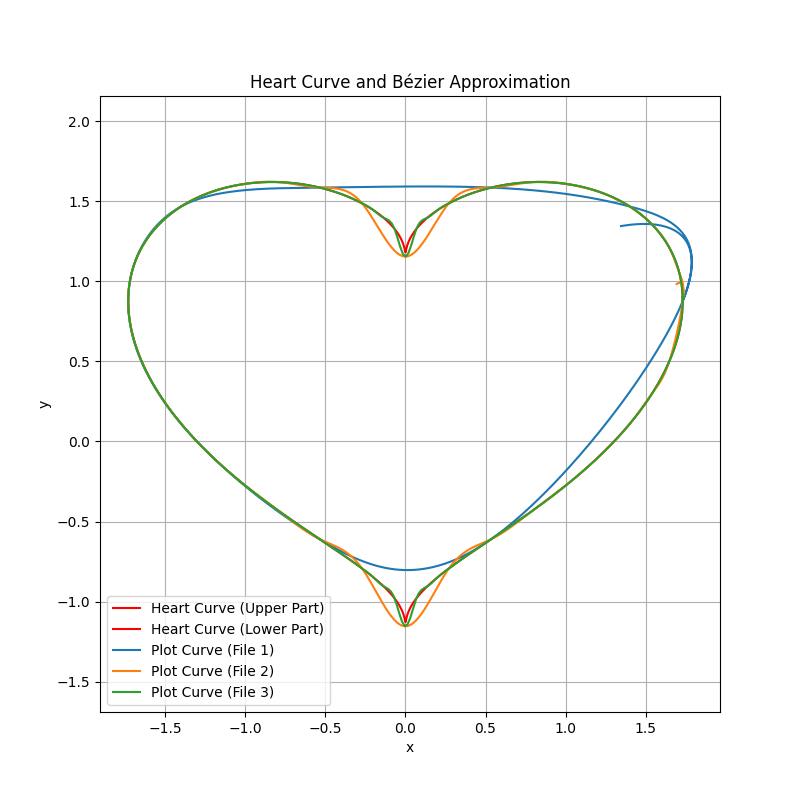 Heart Curve and Bézier Approximation
2.0
1.5
1.0
0.5
0.0
−0.5
−1.0
−1.5
y
Heart Curve (Upper Part)
Heart Curve (Lower Part)
Plot Curve (File 1)
Plot Curve (File 2)
Plot Curve (File 3)
−1.5 −1.0 −0.5 0.0 0.5 1.0 1.5
x